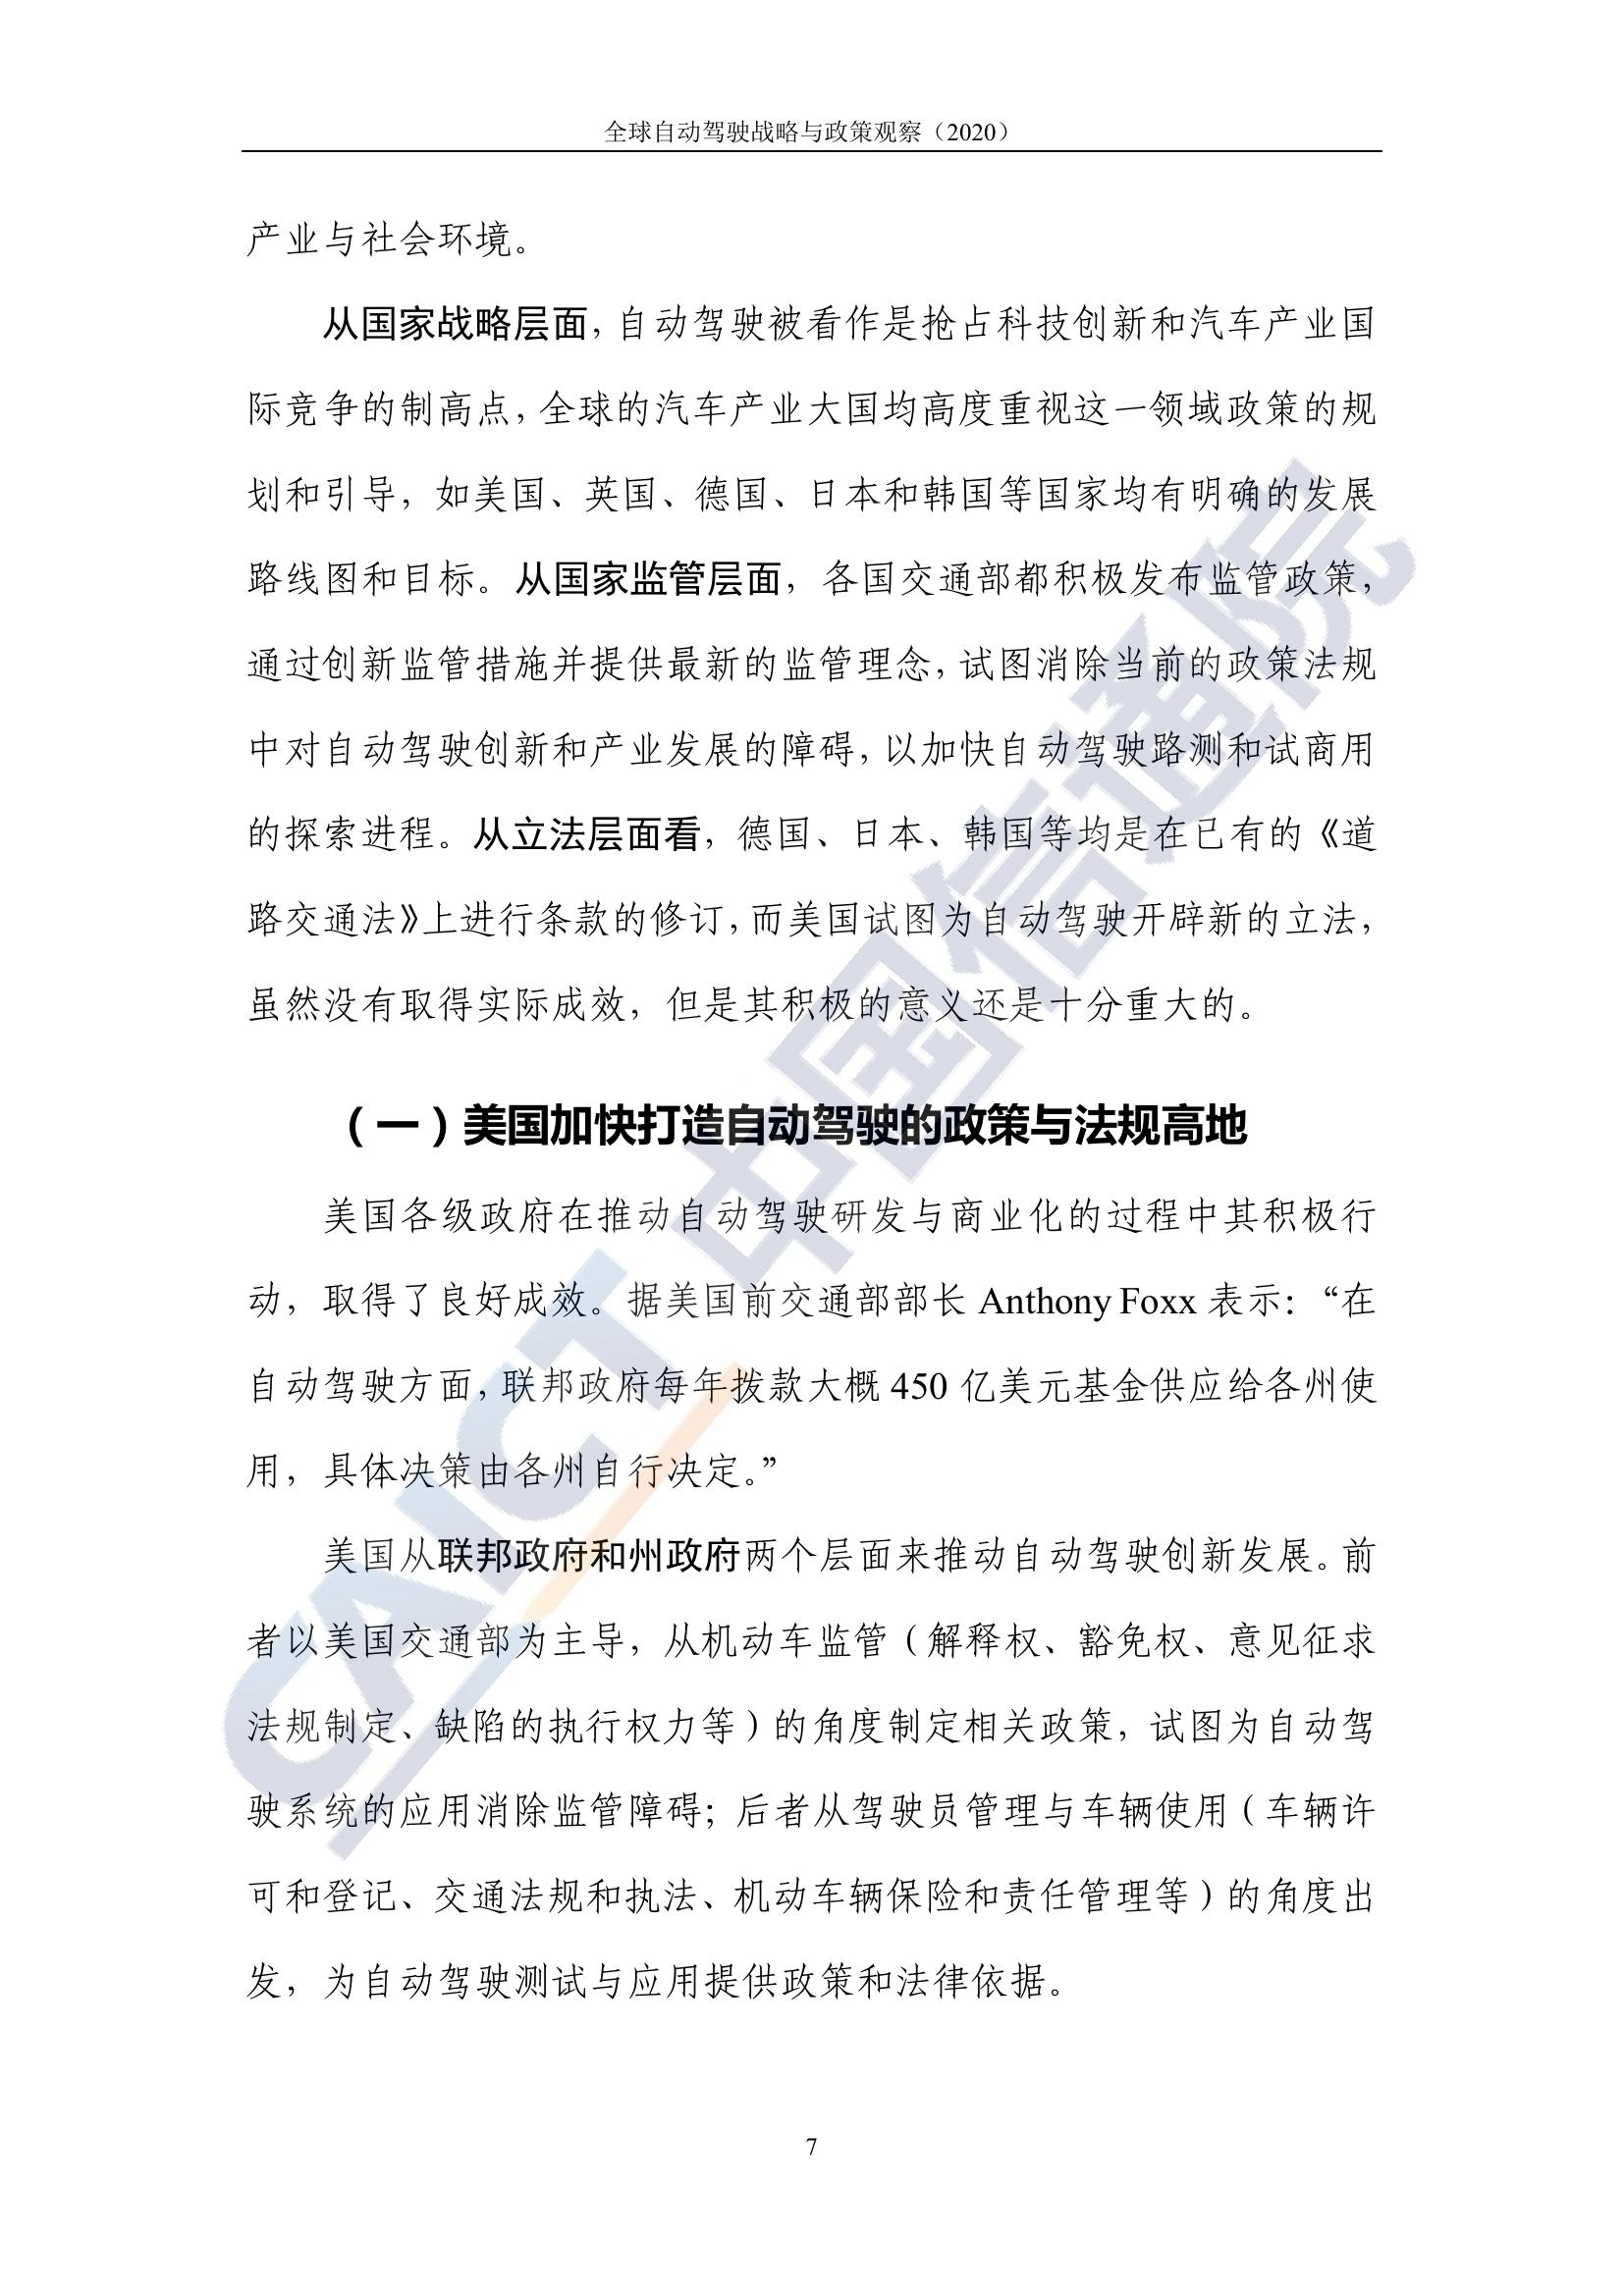 全球自动驾驶战略与政策观察（2020）
产业与社会环境。
从国家战略层面，自动驾驶被看作是抢占科技创新和汽车产业国
际竞争的制高点，全球的汽车产业大国均高度重视这一领域政策的规
划和引导，如美国、英国、德国、日本和韩国等国家均有明确的发展
路线图和目标。从国家监管层面，各国交通部都积极发布监管政策，
通过创新监管措施并提供最新的监管理念，试图消除当前的政策法规
中对自动驾驶创新和产业发展的障碍，以加快自动驾驶路测和试商用
的探索进程。从立法层面看，德国、日本、韩国等均是在已有的《道
路交通法》上进行条款的修订，而美国试图为自动驾驶开辟新的立法，
虽然没有取得实际成效，但是其积极的意义还是十分重大的。
（一）美国加快打造自动驾驶的政策与法规高地
美国各级政府在推动自动驾驶研发与商业化的过程中其积极行
动，取得了良好成效。据美国前交通部部长 Anthony Foxx 表示：“在
自动驾驶方面，联邦政府每年拨款大概 450 亿美元基金供应给各州使
用，具体决策由各州自行决定。”
美国从联邦政府和州政府两个层面来推动自动驾驶创新发展。前
者以美国交通部为主导，从机动车监管（解释权、豁免权、意见征求
法规制定、缺陷的执行权力等）的角度制定相关政策，试图为自动驾
驶系统的应用消除监管障碍；后者从驾驶员管理与车辆使用（车辆许
可和登记、交通法规和执法、机动车辆保险和责任管理等）的角度出
发，为自动驾驶测试与应用提供政策和法律依据。
7
CAICT 中国信通院